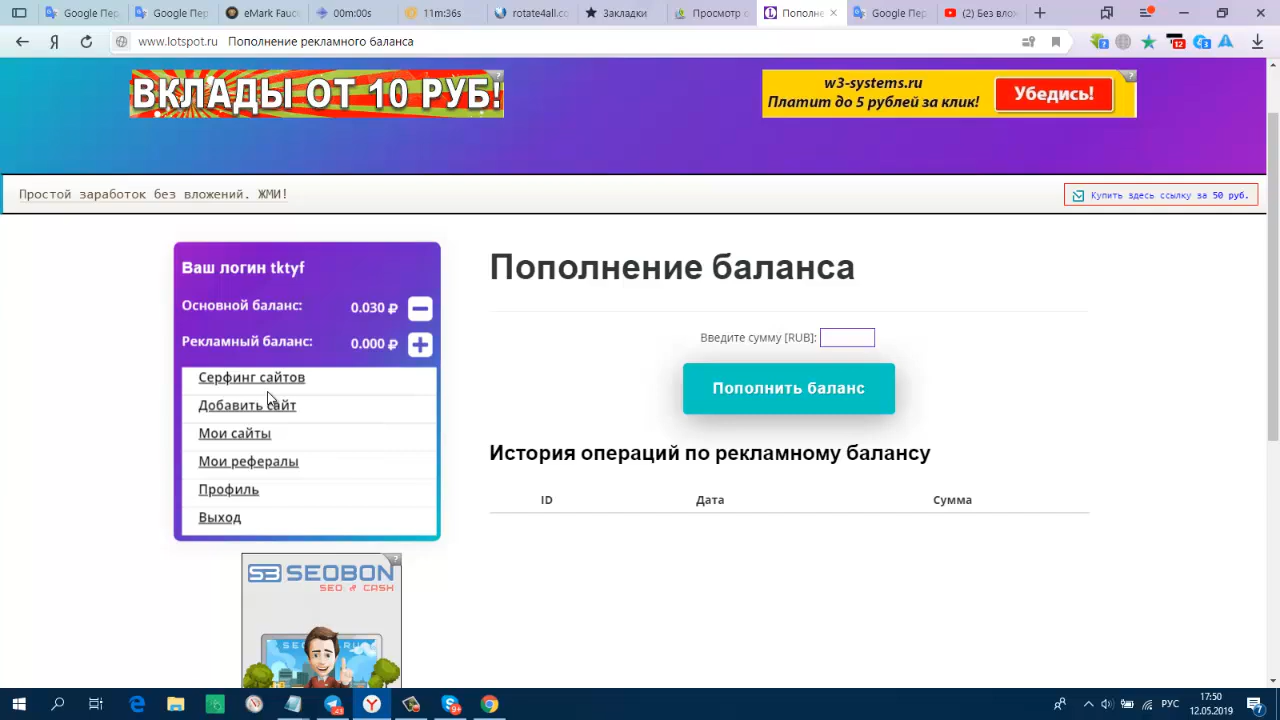 Google Пер
Google Пер
eMark Fauce
00m:00s
11m:36s
rotate4all.co
Закладки
Просмотр с
Пополне
Google Пер
(2) Без влож
www.lotspot.ru Пополнение рекламного баланса
ВКЛАДЫ ОТ 10 РУБ!
w3-systems.ru
Платит до 5 рублей за клик!
Убедись!
Простой заработок без вложений. ЖМИ!
Купить здесь ссылку за 50 руб.
Ваш логин tktyf
Основной баланс: 0.030 ₽
Рекламный баланс: 0.000 ₽
Серфинг сайтов
Добавить сайт
Мои сайты
Мои рефералы
Профиль
Выход
Пополнение баланса
Введите сумму [RUB]:
Пополнить баланс
История операций по рекламному балансу
ID Дата Сумма
SB SEOBON
SEO & CASH
РУС
17:50
12.05.2019